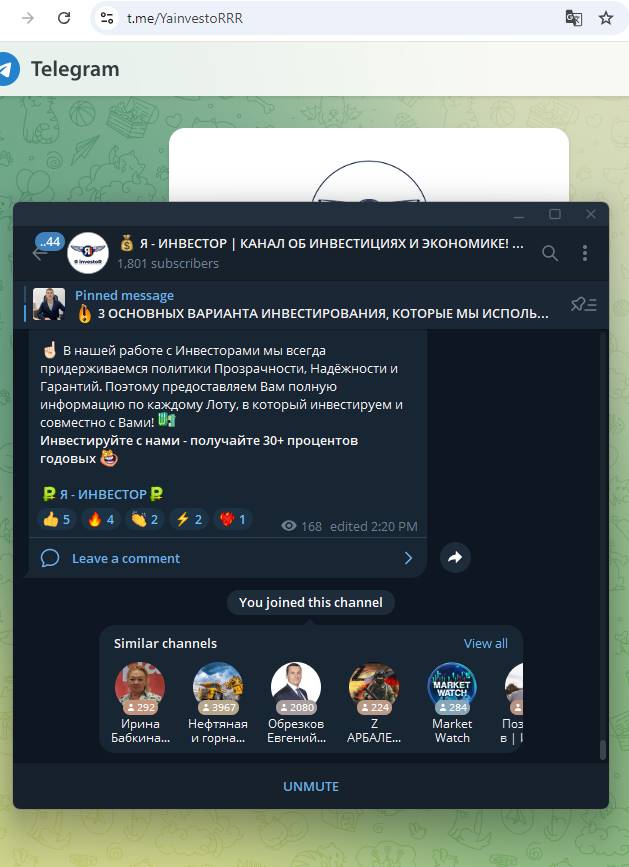 t.me/YainvestoRRR
Telegram
..44
Я investoR
💰 Я - ИНВЕСТОР | КАНАЛ ОБ ИНВЕСТИЦИЯХ И ЭКОНОМИКЕ! ...
1,801 subscribers
Pinned message
3 ОСНОВНЫХ ВАРИАНТА ИНВЕСТИРОВАНИЯ, КОТОРЫЕ МЫ ИСПОЛЬ...
☝🏻 В нашей работе с Инвесторами мы всегда
придерживаемся политики Прозрачности, Надёжности и
Гарантий. Поэтому предоставляем Вам полную
информацию по каждому Лоту, в который инвестируем и
совместно с Вами! 💵
Инвестируйте с нами - получайте 30+ процентов
годовых
Я - ИНВЕСТОР
👍 5 🔥 4 👏 2 ⚡ 2 ❤️‍🔥 1
168 edited 2:20 PM
Leave a comment
You joined this channel
Similar channels View all
292 3967 2080 224 MARKET WATCH 284
Ирина Нефтяная Обрезков Z Market Поз
Бабкина... и горна... Евгений... АРБАЛЕ... Watch в |
UNMUTE